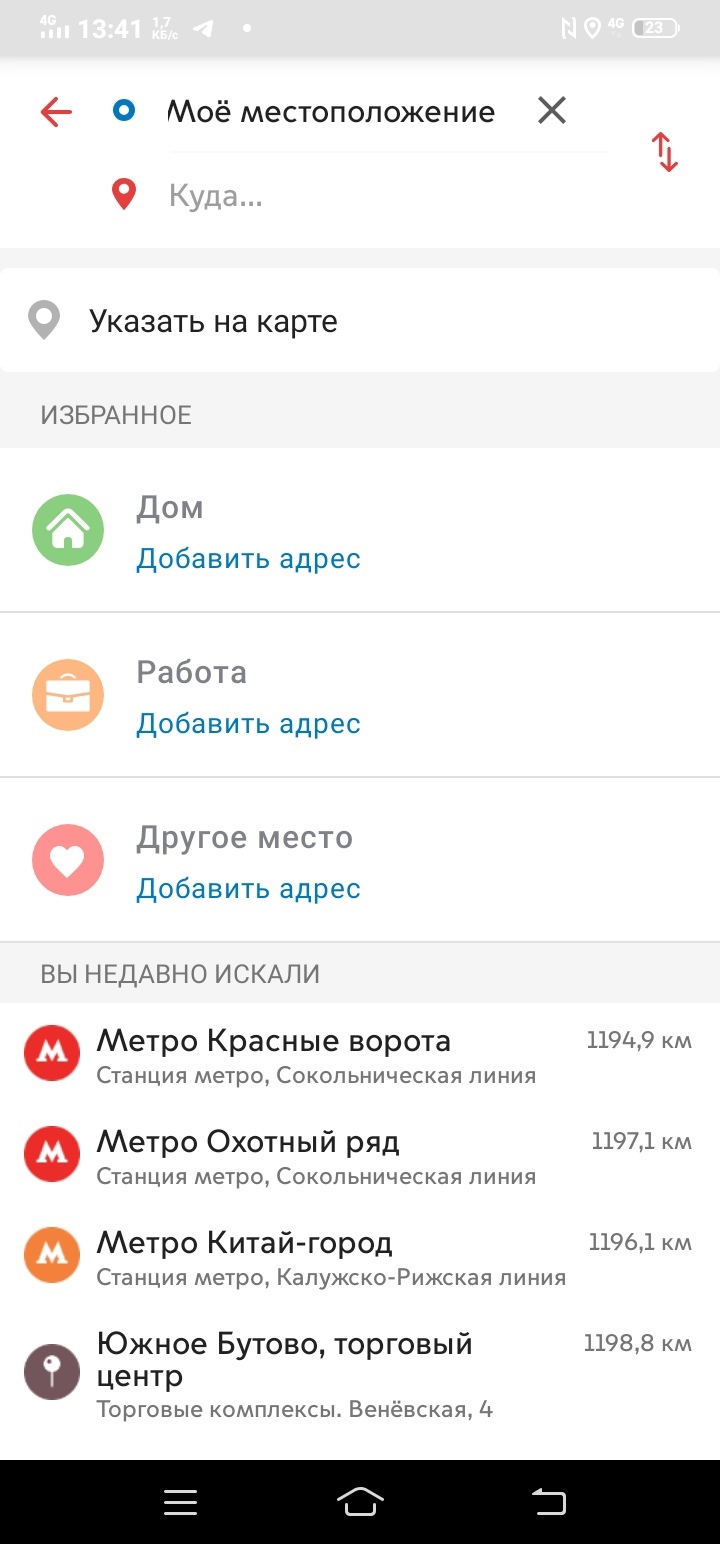 4G 13:41 1,7 КБ/с 4G 23
Моё местоположение
Куда...
Указать на карте
ИЗБРАННОЕ
Дом
Добавить адрес
Работа
Добавить адрес
Другое место
Добавить адрес
ВЫ НЕДАВНО ИСКАЛИ
Метро Красные ворота 1194,9 км
Станция метро, Сокольническая линия
Метро Охотный ряд 1197,1 км
Станция метро, Сокольническая линия
Метро Китай-город 1196,1 км
Станция метро, Калужско-Рижская линия
Южное Бутово, торговый 1198,8 км
центр
Торговые комплексы. Венёвская, 4